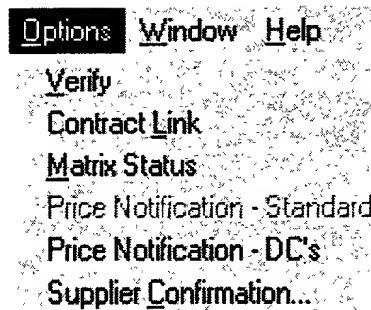 Options Window Help
Verify
Contract Link
Matrix Status
Price Notification - Standard
Price Notification - DC's
Supplier Confirmation...